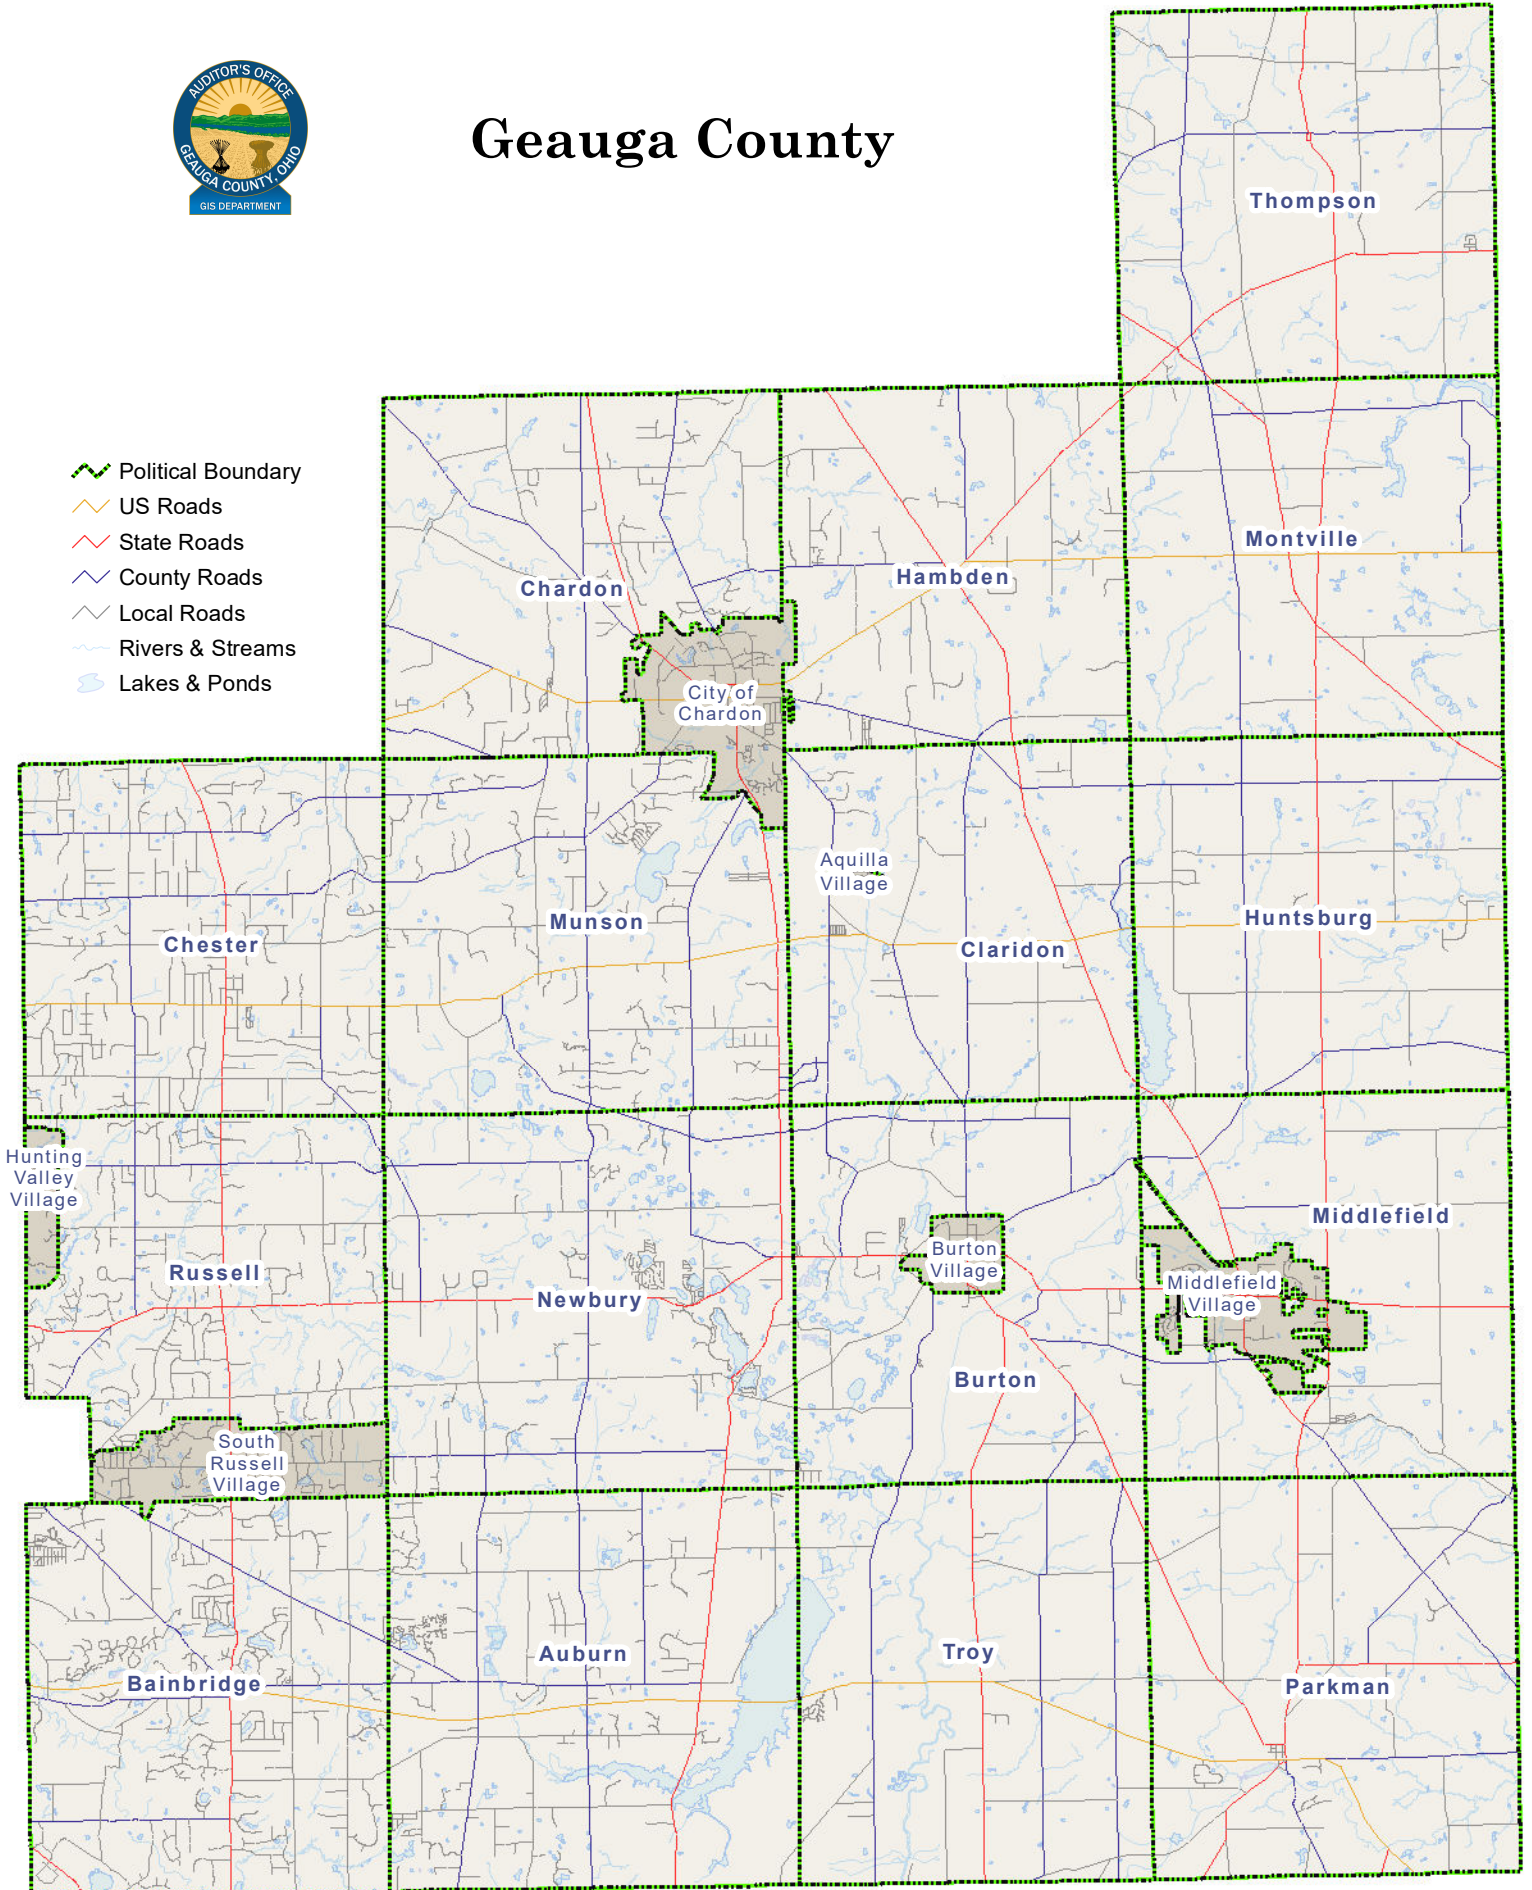 AUDITOR'S OFFICE
GEAUGA COUNTY, OHIO
GIS DEPARTMENT
Geauga County
Thompson
Political Boundary
US Roads
State Roads
County Roads
Local Roads
Rivers & Streams
Lakes & Ponds
Montville
Hambden
Chardon
City of
Chardon
Aquilla
Village
Munson
Huntsburg
Chester
Claridon
Hunting
Valley
Village
Middlefield
Burton
Village
Russell
Middlefield
Village
Newbury
Burton
South
Russell
Village
Auburn
Troy
Bainbridge
Parkman